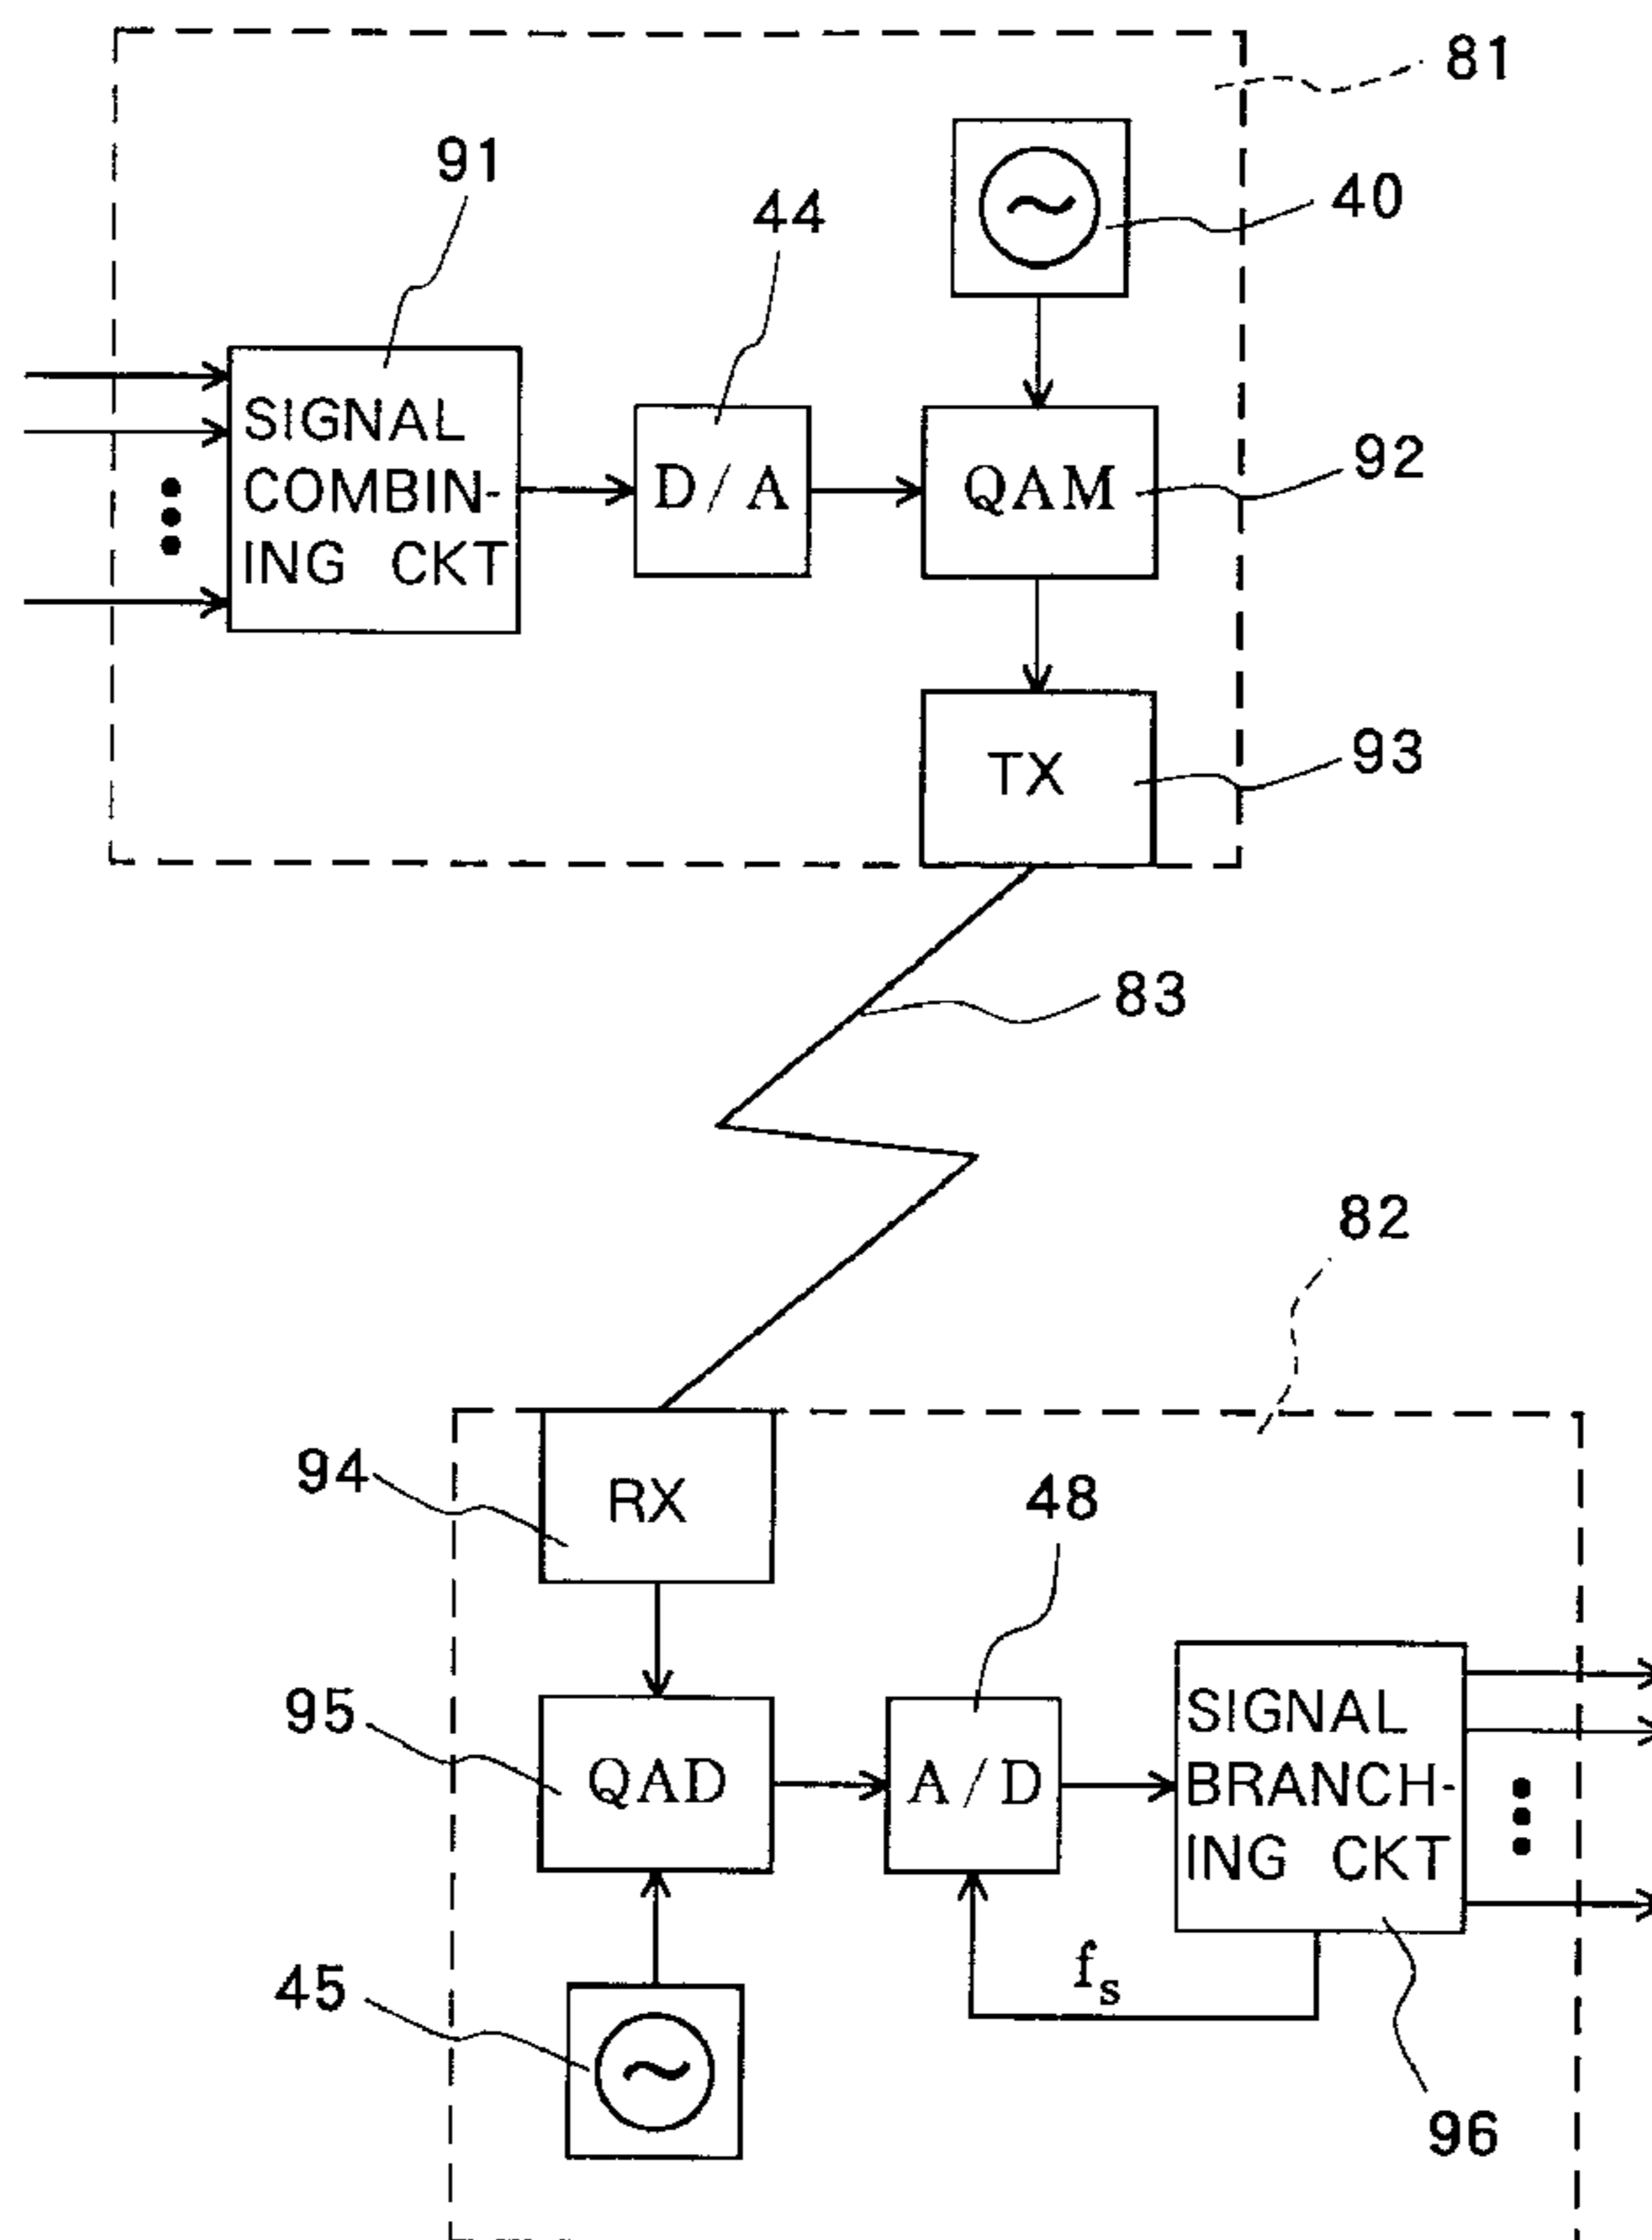 81
91
44
40
SIGNAL
COMBIN-
ING CKT
D/A
QAM
92
TX
93
83
82
94
RX
48
95
QAD
A/D
SIGNAL
BRANCH-
ING CKT
45
fs
96